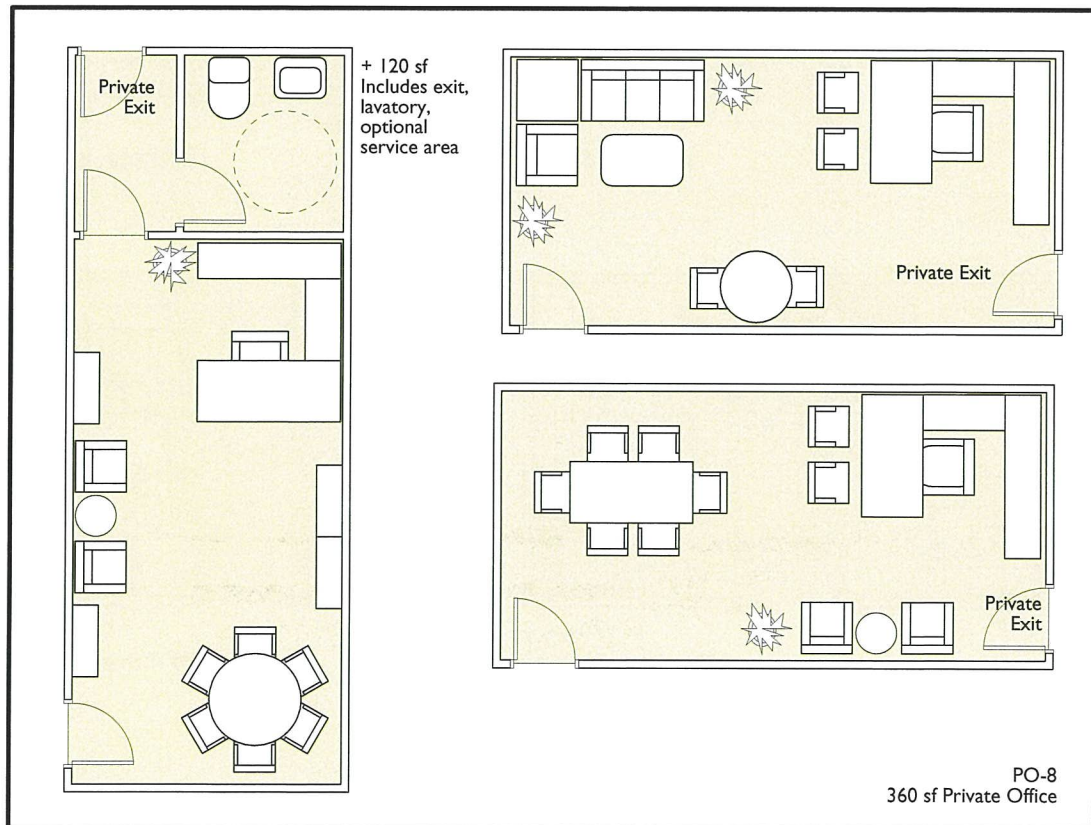 Private
Exit
+ 120 sf
Includes exit,
lavatory,
optional
service area
Private Exit
Private
Exit
PO-8
360 sf Private Office